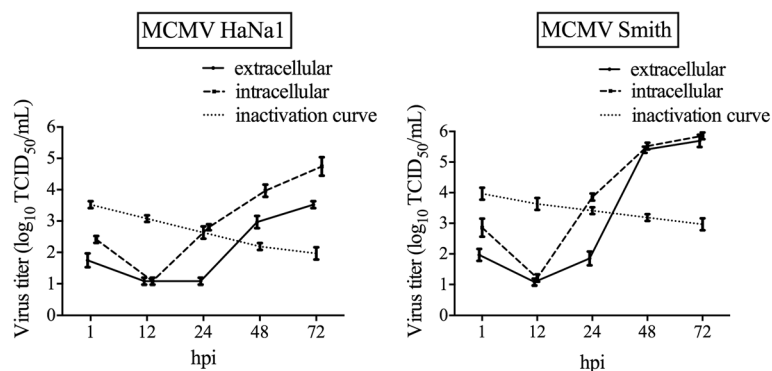 MCMV HaNa1
extracellular
intracellular
inactivation curve
Virus titer (log10 TCID50/mL)
6
5
4
3
2
1
0
1 12 24 48 72
hpi
MCMV Smith
extracellular
intracellular
inactivation curve
Virus titer (log10 TCID50/mL)
6
5
4
3
2
1
0
1 12 24 48 72
hpi